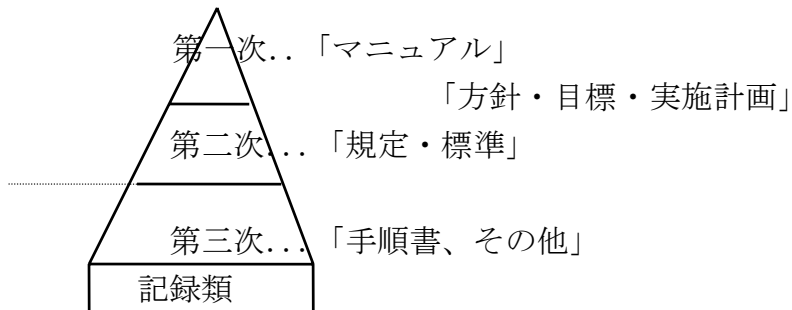 第一次..「マニュアル」
「方針・目標・実施計画」
第二次...「規定・標準」
第三次...「手順書、その他」
記録類